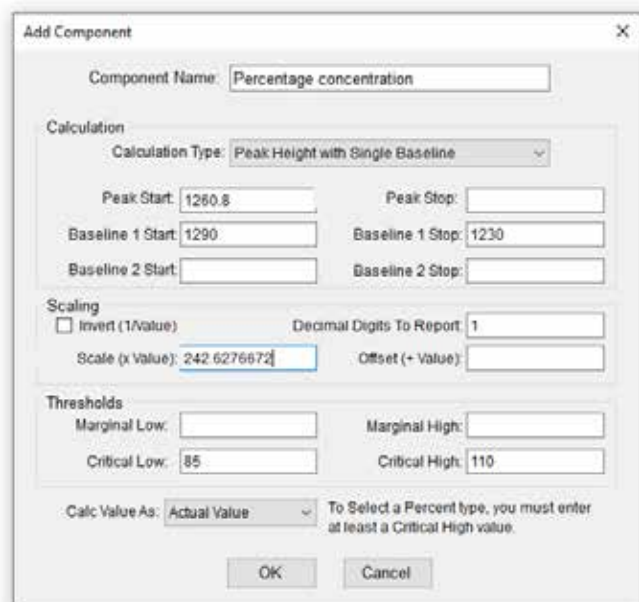 Add Component
Component Name: Percentage concentration
Calculation
Calculation Type: Peak Height with Single Baseline
Peak Start: 1260.8 Peak Stop:
Baseline 1 Start: 1290 Baseline 1 Stop: 1230
Baseline 2 Start: Baseline 2 Stop:
Scaling
Invert (1/Value) Decimal Digits To Report: 1
Scale (x Value): 242.6276672 Offset (+ Value):
Thresholds
Marginal Low: Marginal High:
Critical Low: 85 Critical High: 110
Calc Value As: Actual Value To Select a Percent type, you must enter
at least a Critical High value.
OK Cancel